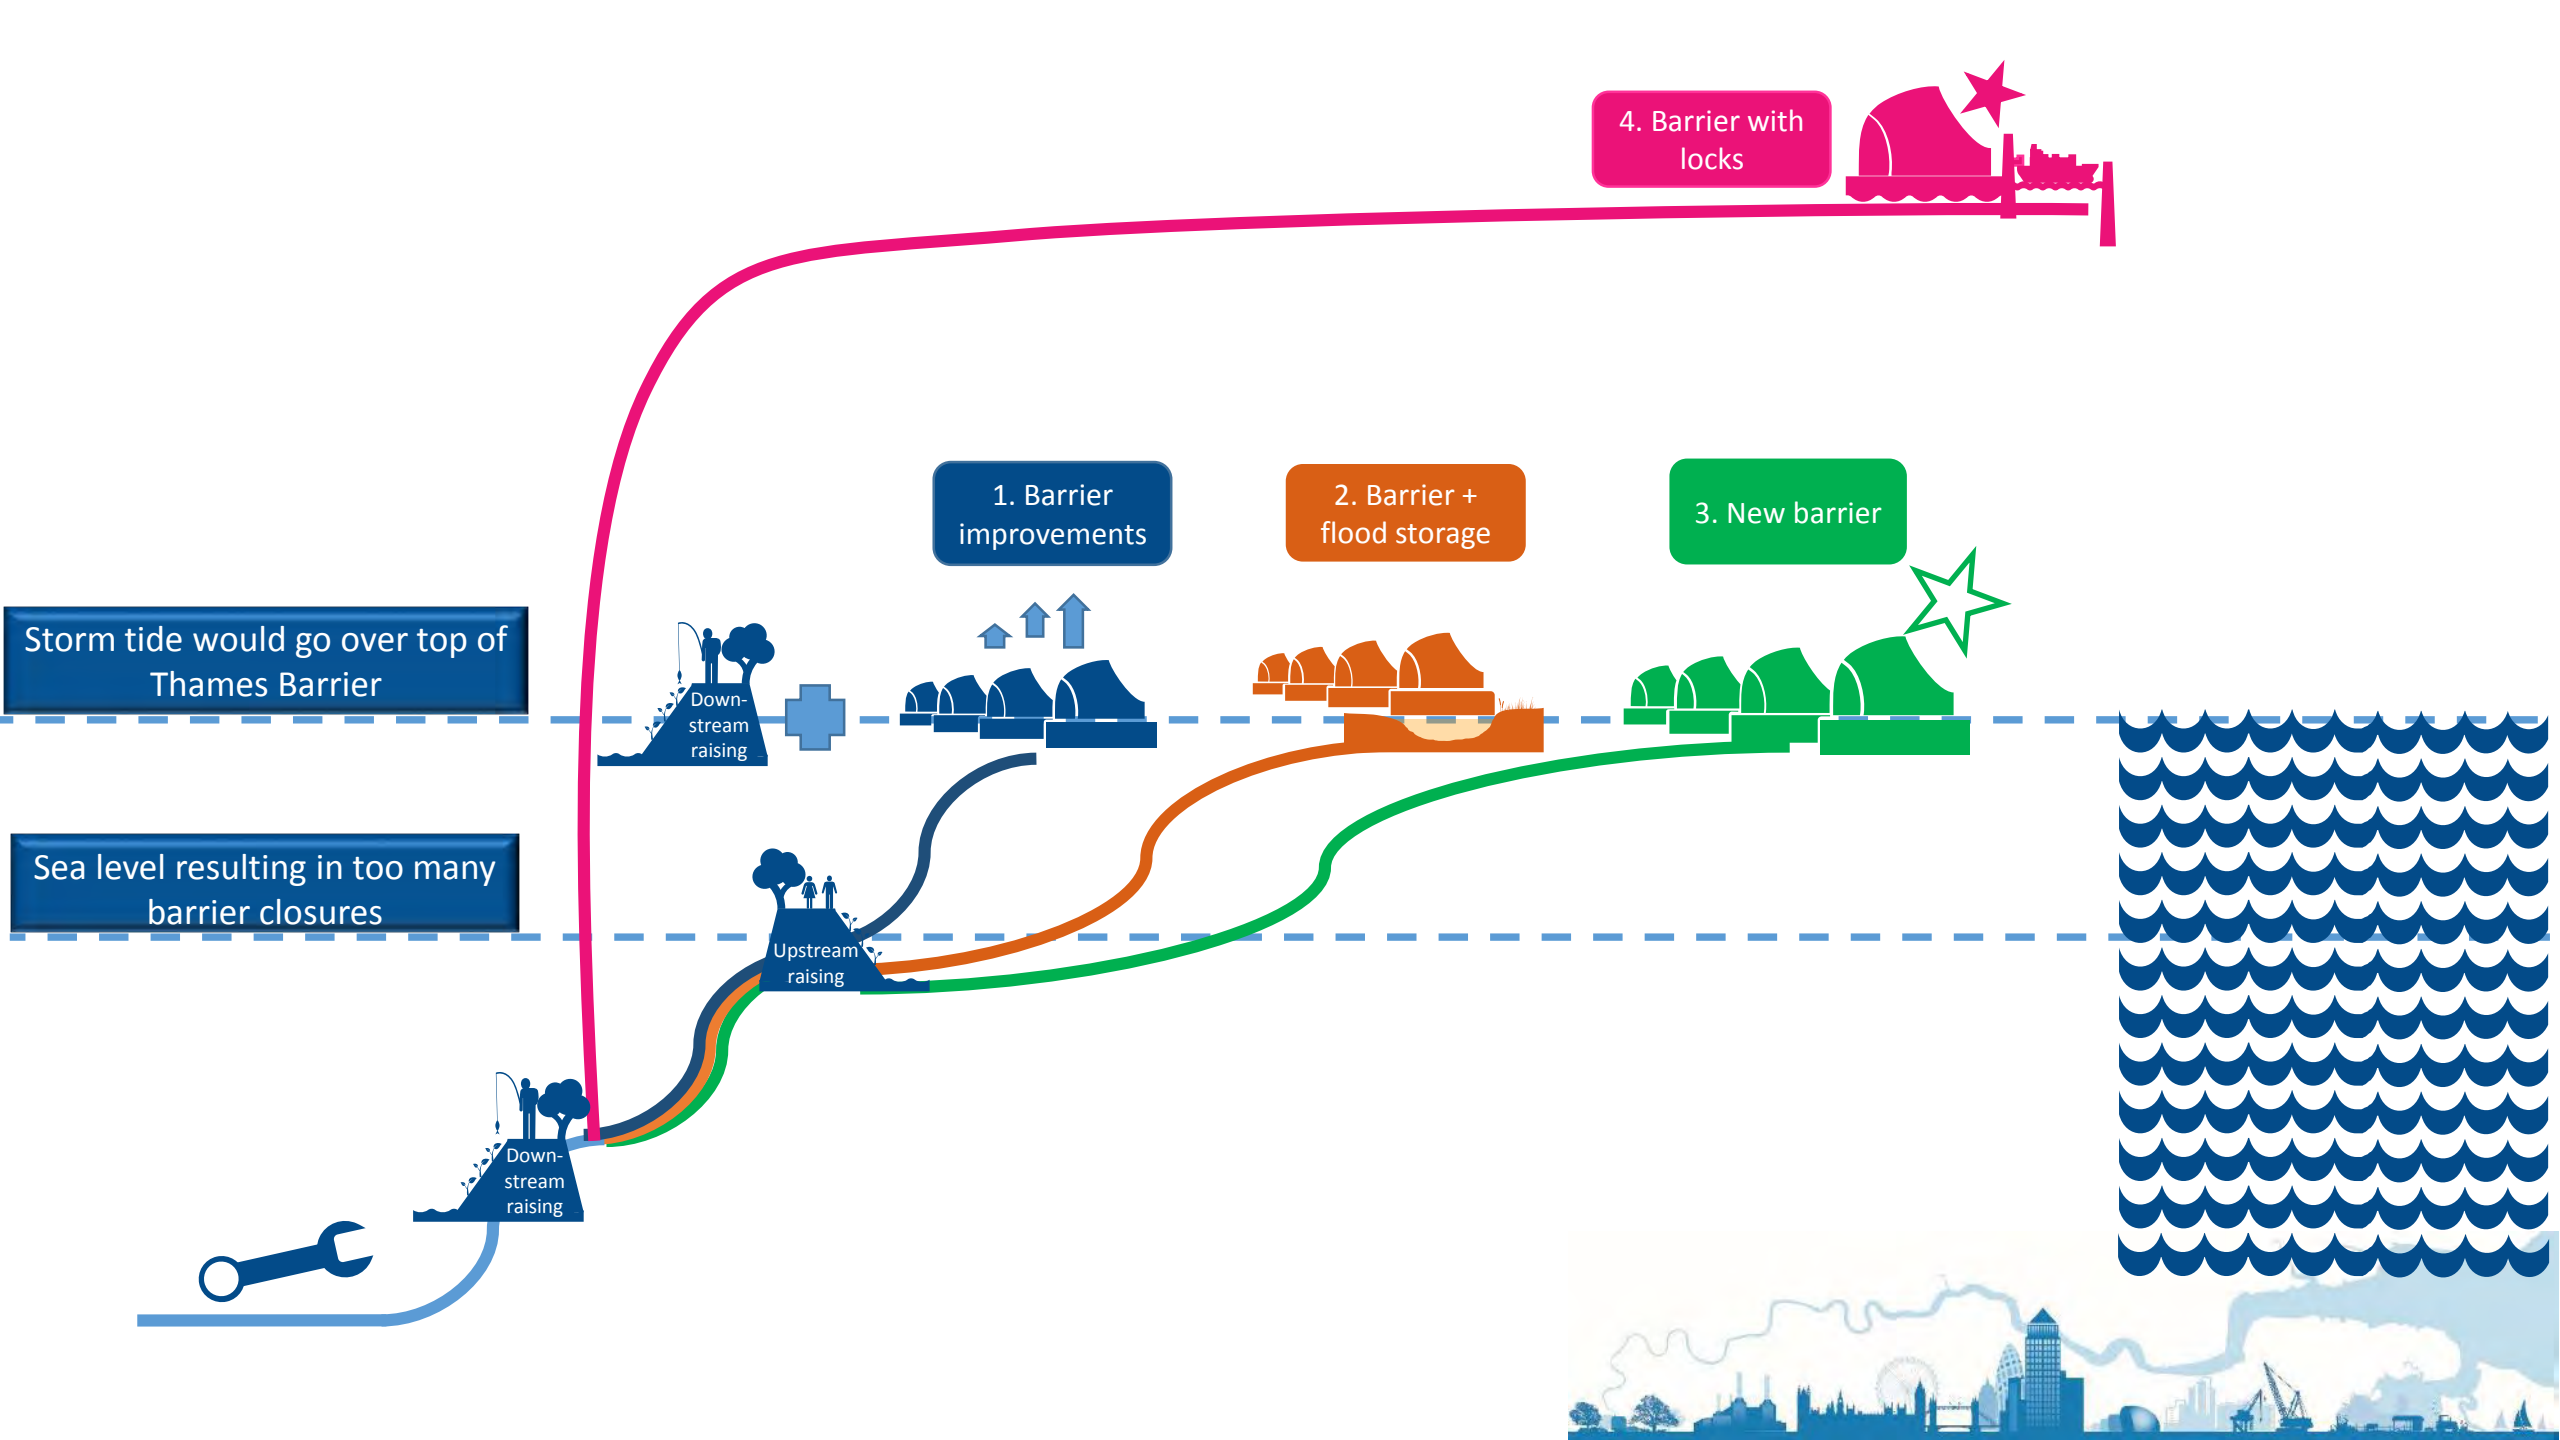 4. Barrier with
locks
1. Barrier
improvements
2. Barrier +
flood storage
3. New barrier
Storm tide would go over top of
Thames Barrier
Down-
stream
raising
Sea level resulting in too many
barrier closures
Upstream
raising
Down-
stream
raising